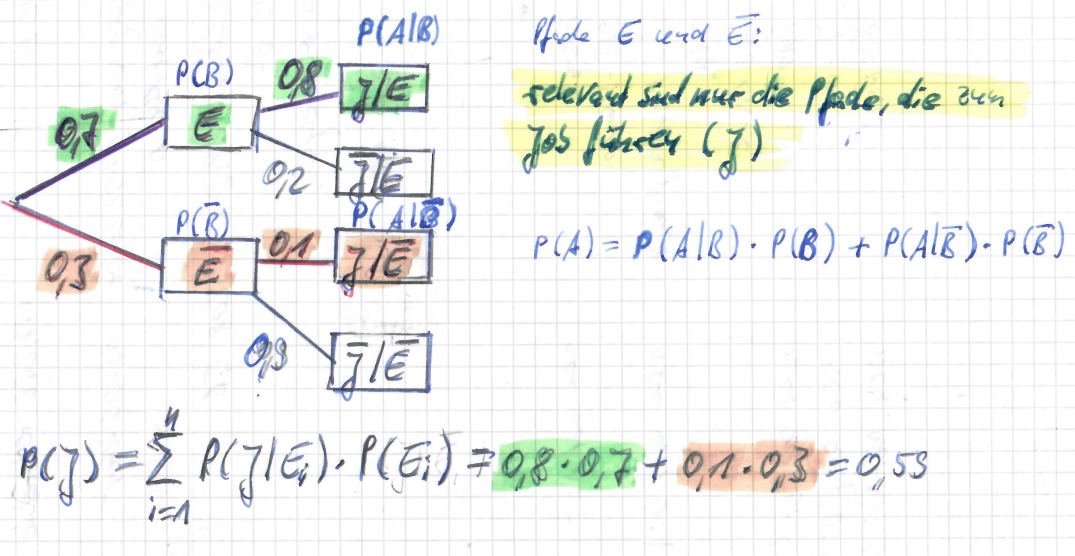 P(A|B)
Pfade E und E̅:
P(B)
0,8
J|E
relevant sind nur die Pfade, die zum
0,7
E
Job führen (J)
0,2
J̅|E
P(B̅)
P(A|B̅)
0,1
P(A) = P(A|B) · P(B) + P(A|B̅) · P(B̅)
0,3
E̅
J|E̅
0,9
J̅|E̅
P(J) = ∑ⁿᵢ₌₁ P(J|Eᵢ) · P(Eᵢ) = 0,8 · 0,7 + 0,1 · 0,3 = 0,59